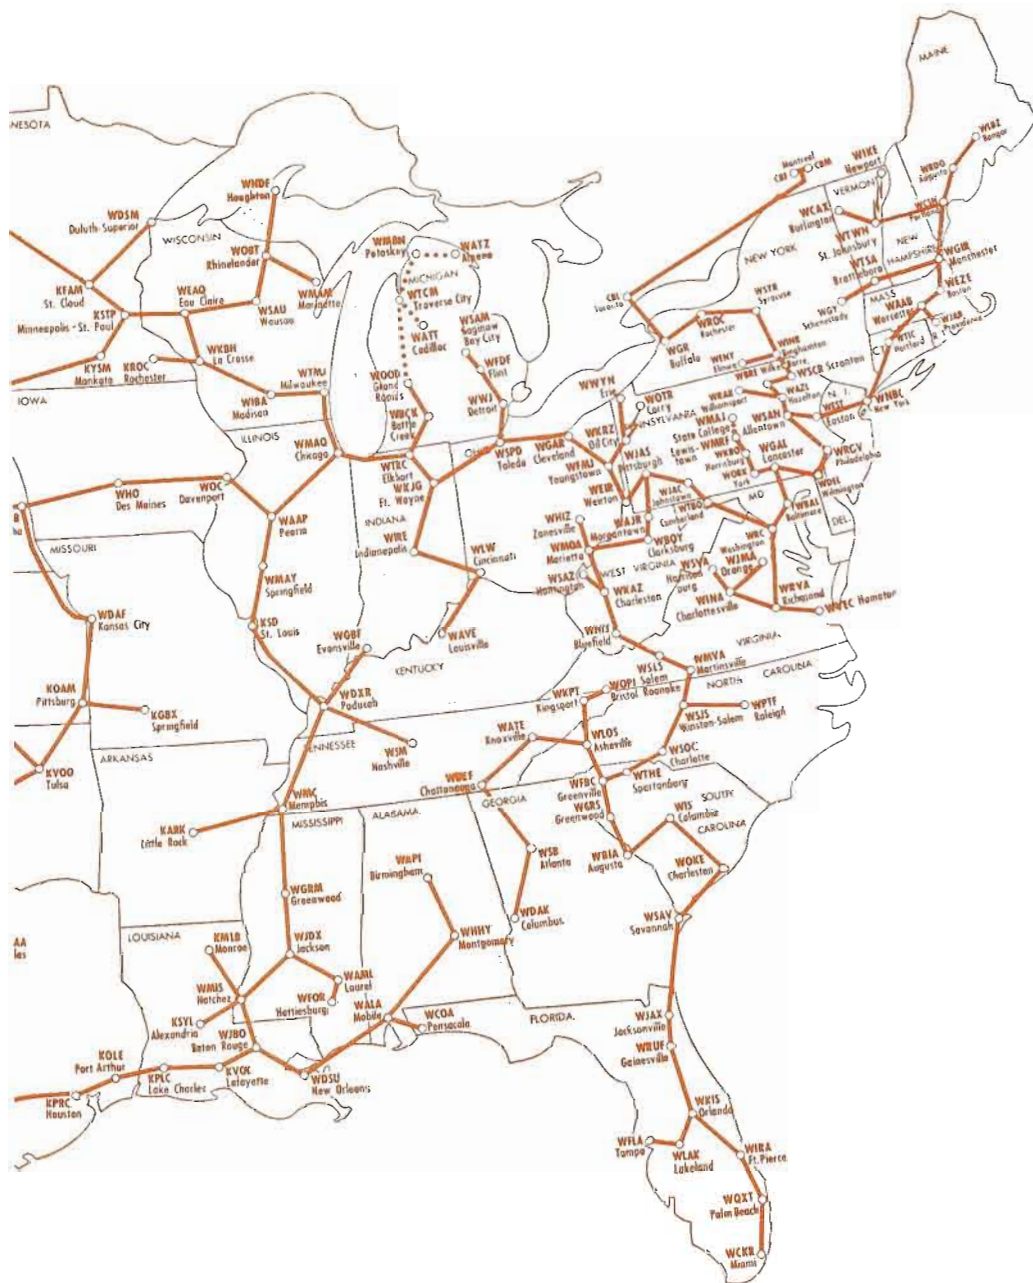 MAINE
NNESOTA
WLBZ
Bangor
Montreal
CBF
CBM
WIKE
Newport
WRDO
Augusta
VERMONT
WHDF
Houghton
WCSH
Portland
WCAX
Burlington
WDSM
Duluth-Superior
WISCONSIN
WTWN
St. Johnsbury
NEW
HAMPSHIRE
NEW YORK
WOBT
Rhinelander
WMBN
Petoskey
WATZ
Alpena
WTSA
Brattleboro
WGIR
Manchester
MICHIGAN
KFAM
St. Cloud
WEAQ
Eau Claire
WMAM
Marinette
WTCM
Traverse City
CBL
Toronto
WSYR
Syracuse
MASS
WEZE
Boston
WAAB
Worcester
KSTP
Minneapolis - St. Paul
WSAU
Wausau
WSAM
Saginaw
Bay City
WGY
Schenectady
WROC
Rochester
WJAR
Providence
R. I.
WATT
Cadillac
WGR
Buffalo
WTIC
Hartford
CT
KYSM
Mankato
KROC
Rochester
WKBH
La Crosse
WFDF
Flint
WENY
Elmira
WINR
Binghamton
WBRE Wilkes Barre
WSCR Scranton
IOWA
WTMJ
Milwaukee
WOOD
Grand
Rapids
WWYN
Erie
WRAK
Williamsport
WAZL
Hazelton
N. J.
WIBA
Madison
WBCK
Battle
Creek
WWJ
Detroit
WOTR
Corry
PENNSYLVANIA
WMAJ
State College
WSAN
Allentown
WEST
Easton
WNBC
New York
ILLINOIS
WKRZ
Oil City
WMRF
Lewis-
town
WMAQ
Chicago
WGAR
Cleveland
WJAS
Pittsburgh
WKBO
Harrisburg
WGAL
Lancaster
WRCV
Philadelphia
OHIO
WSPD
Toledo
WTRC
Elkhart
WFMJ
Youngstown
WORK
York
WHO
Des Moines
WOC
Davenport
WKJG
Ft. Wayne
WEIR
Weirton
WJAC
Johnstown
WDEL
Wilmington
MD
WTBO
Cumberland
WBAL
Baltimore
DEL.
WAAP
Peoria
INDIANA
WHIZ
Zanesville
WAJR
Morgantown
MISSOURI
WIRE
Indianapolis
WLW
Cincinnati
WMOA
Marietta
WBOY
Clarksburg
WRC
Washington
WJMA
Orange
WSVA
Harrison
burg
WMAY
Springfield
WSAZ
Huntington
WEST VIRGINIA
WKAZ
Charleston
WINA
Charlottesville
WRVA
Richmond
WVEC Hampton
WDAF
Kansas City
KSD
St. Louis
WAVE
Louisville
WHIS
Bluefield
VIRGINIA
WGBF
Evansville
KENTUCKY
WSLS Salem
Roanoke
WMVA
Martinsville
NORTH CAROLINA
KOAM
Pittsburg
KGBX
Springfield
WDXR
Paducah
WKPT
Kingsport
WOPI
Bristol
WSJS
Winston-Salem
WPTF
Raleigh
ARKANSAS
TENNESSEE
WSM
Nashville
WATE
Knoxville
WLOS
Asheville
WSOC
Charlotte
KVOO
Tulsa
WDEF
Chattanooga
WFBC
Greenville
WTHE
Spartanburg
WMC
Memphis
GEORGIA
SOUTH
CAROLINA
MISSISSIPPI
ALABAMA
WGRS
Greenwood
WIS
Columbia
KARK
Little Rock
WSB
Atlanta
WBIA
Augusta
WOKE
Charleston
WAPI
Birmingham
WGRM
Greenwood
WDAK
Columbus
WSAV
Savannah
LOUISIANA
KMLB
Monroe
WJDX
Jackson
WHHY
Montgomery
WAML
Laurel
WMIS
Natchez
WFOR
Hattiesburg
WALA
Mobile
WCOA
Pensacola
FLORIDA
WJAX
Jacksonville
KSYL
Alexandria
WJBO
Baton Rouge
WRUF
Gainesville
KOLE
Port Arthur
KPLC
Lake Charles
KVOL
Lafayette
WDSU
New Orleans
KPRC
Houston
WKIS
Orlando
WFLA
Tampa
WLAK
Lakeland
WIRA
Ft. Pierce
WQXT
Palm Beach
WCKR
Miami